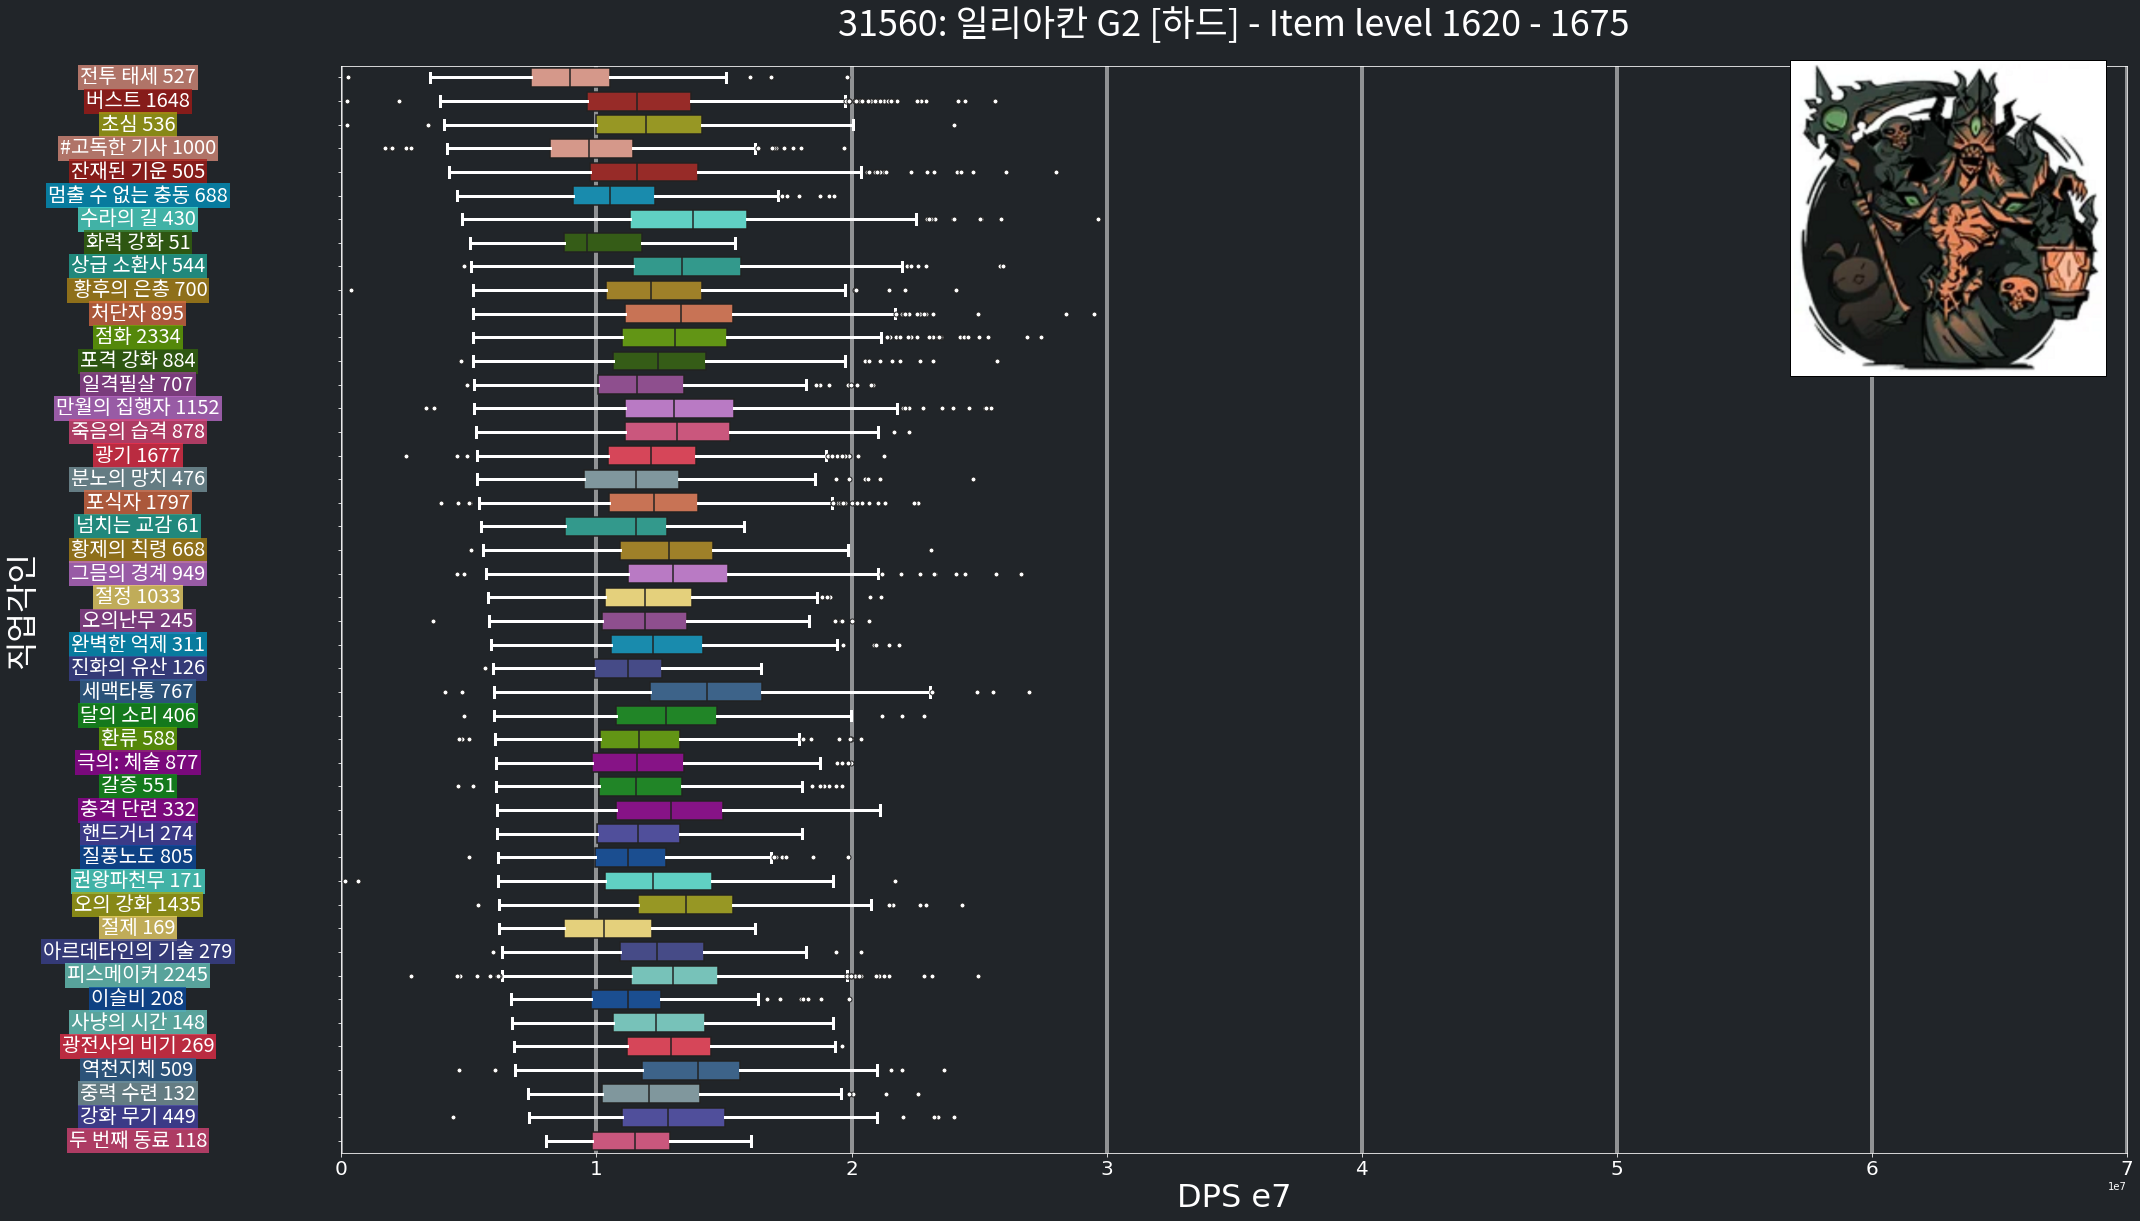 31560: 일리아칸 G2 [하드] - Item level 1620 - 1675
직업각인
전투 태세 527
버스트 1648
초심 536
#고독한 기사 1000
잔재된 기운 505
멈출 수 없는 충동 688
수라의 길 430
화력 강화 51
상급 소환사 544
황후의 은총 700
처단자 895
점화 2334
포격 강화 884
일격필살 707
만월의 집행자 1152
죽음의 습격 878
광기 1677
분노의 망치 476
포식자 1797
넘치는 교감 61
황제의 칙령 668
그믐의 경계 949
절정 1033
오의난무 245
완벽한 억제 311
진화의 유산 126
세맥타통 767
달의 소리 406
환류 588
극의: 체술 877
갈증 551
충격 단련 332
핸드거너 274
질풍노도 805
권왕파천무 171
오의 강화 1435
절제 169
아르데타인의 기술 279
피스메이커 2245
이슬비 208
사냥의 시간 148
광전사의 비기 269
역천지체 509
중력 수련 132
강화 무기 449
두 번째 동료 118
0 1 2 3 4 5 6 7
1e7
DPS e7